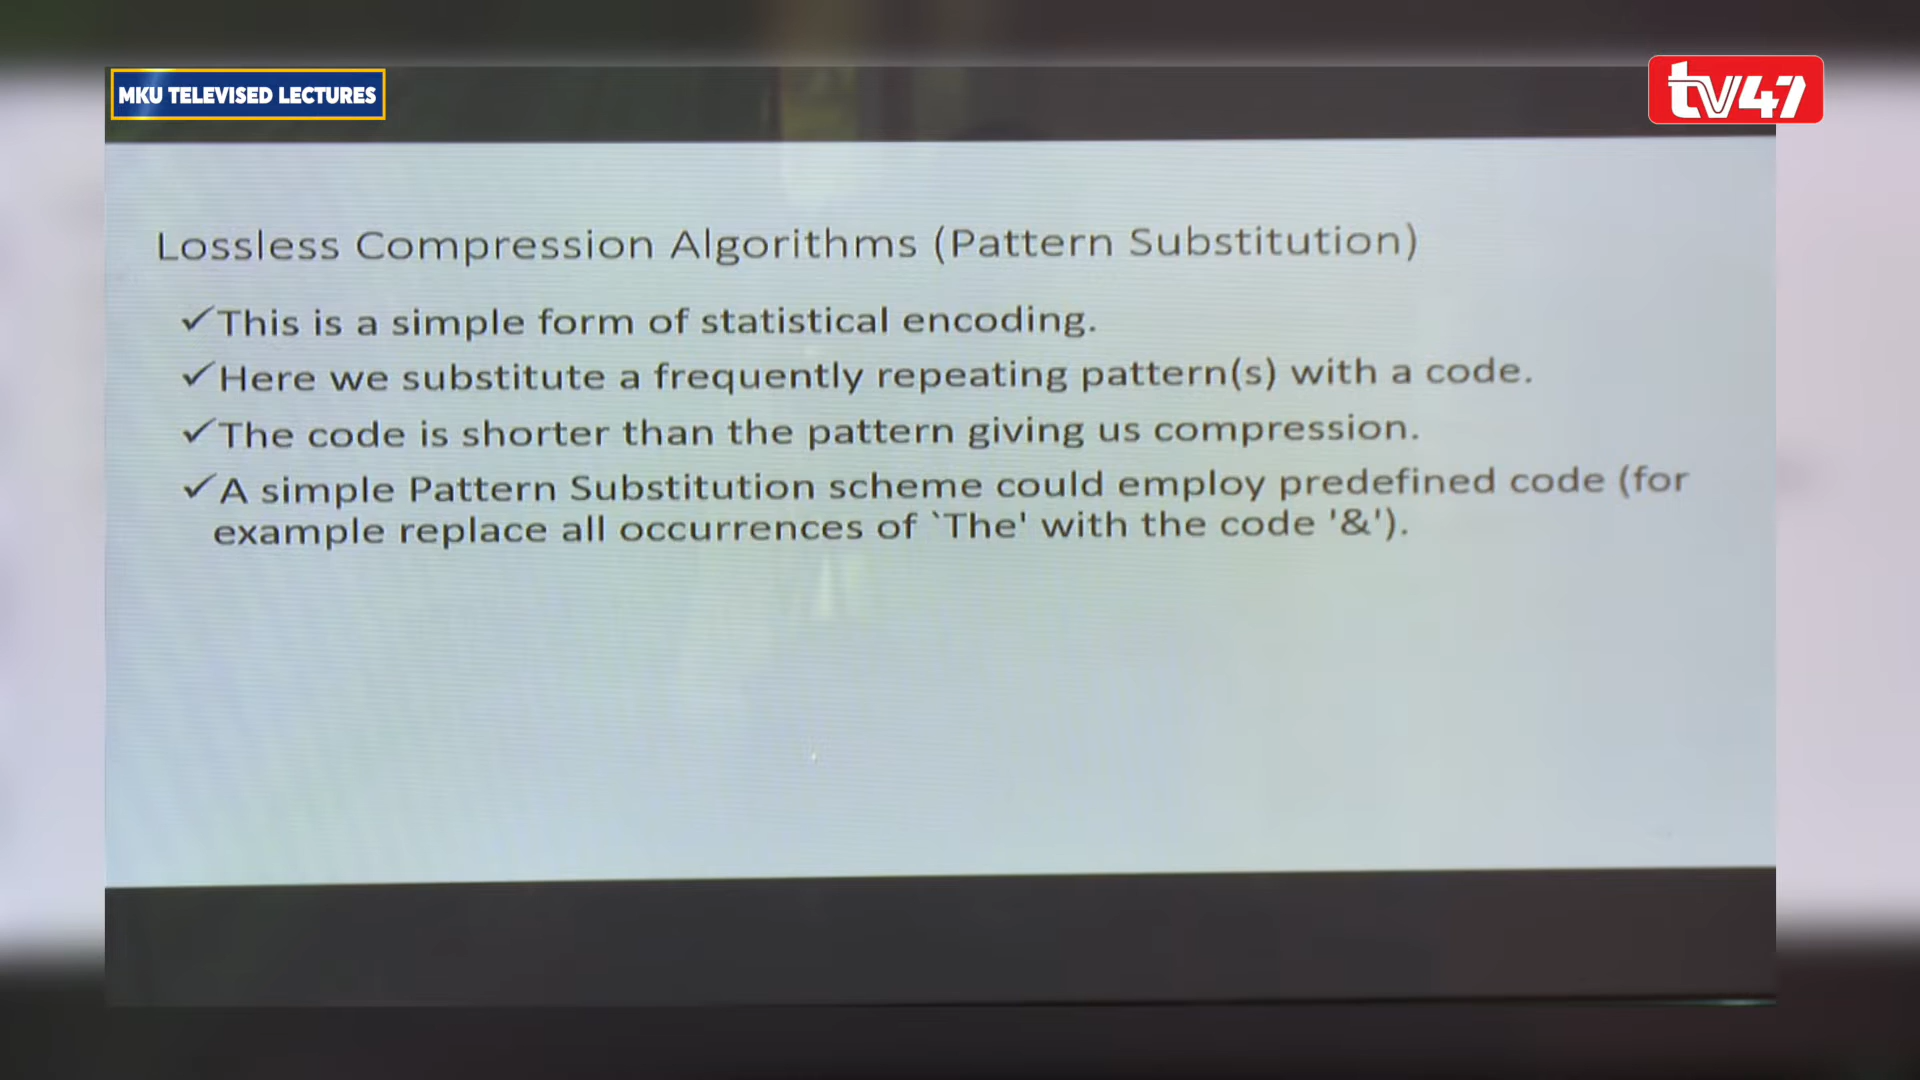 MKU TELEVISED LECTURES
tv47
Lossless Compression Algorithms (Pattern Substitution)
✓This is a simple form of statistical encoding.
✓Here we substitute a frequently repeating pattern(s) with a code.
✓The code is shorter than the pattern giving us compression.
✓A simple Pattern Substitution scheme could employ predefined code (for
example replace all occurrences of `The' with the code '&').